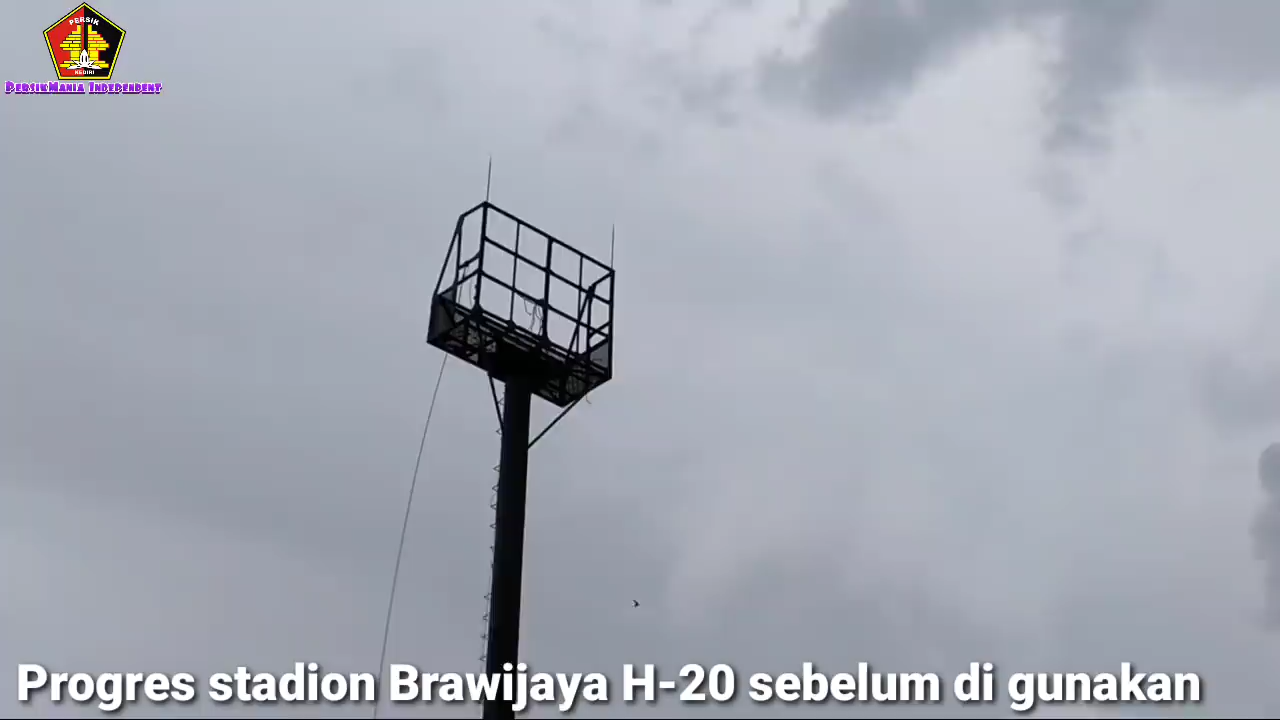 PERSIK
KEDIRI
PERSIKMANIA INDEPENDENT
Progres stadion Brawijaya H-20 sebelum di gunakan